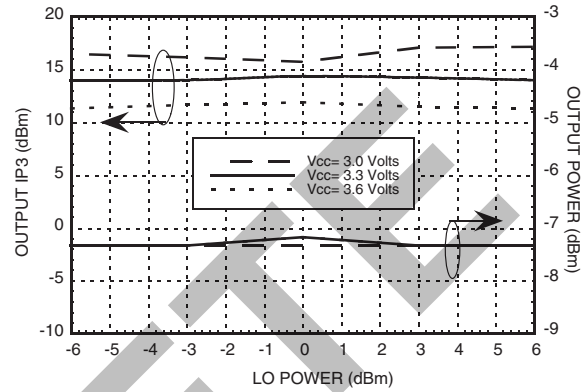 20
15
10
5
0
-5
-10
OUTPUT IP3 (dBm)
-3
-4
-5
-6
-7
-8
-9
OUTPUT POWER (dBm)
Vcc= 3.0 Volts
Vcc= 3.3 Volts
Vcc= 3.6 Volts
-6 -5 -4 -3 -2 -1 0 1 2 3 4 5 6
LO POWER (dBm)